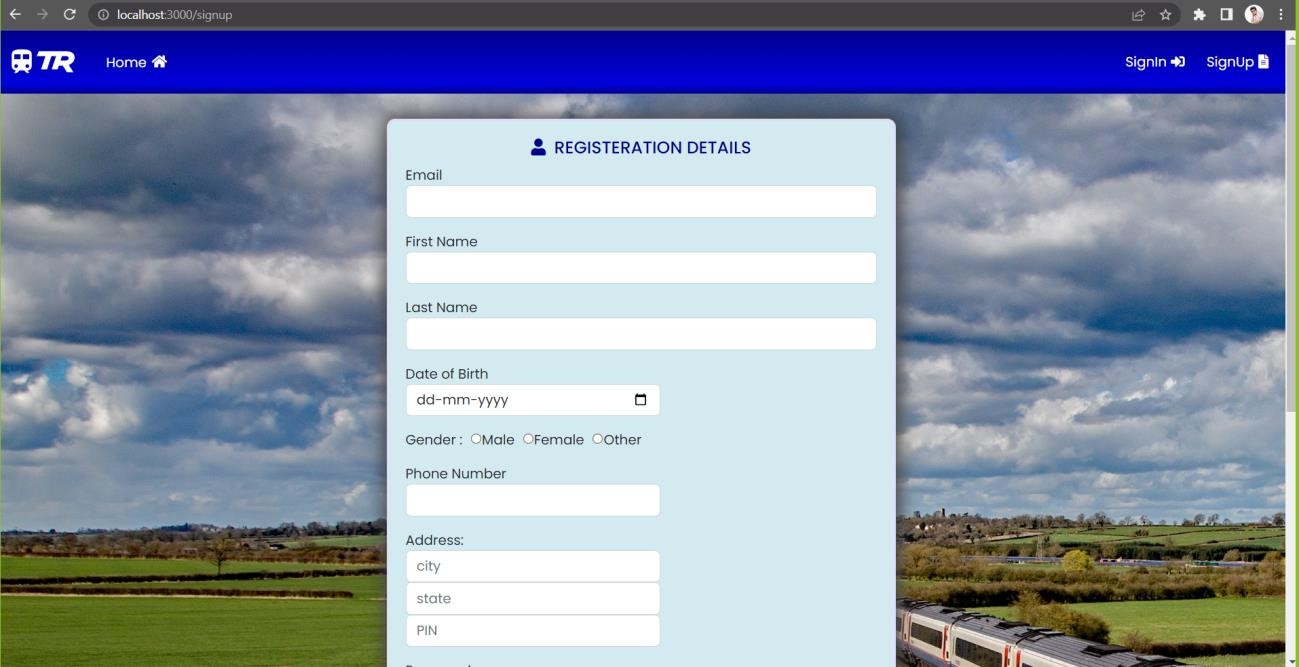 localhost:3000/signup
TR Home SignIn SignUp
REGISTERATION DETAILS
Email
First Name
Last Name
Date of Birth
dd-mm-yyyy
Gender : Male Female Other
Phone Number
Address:
city
state
PIN